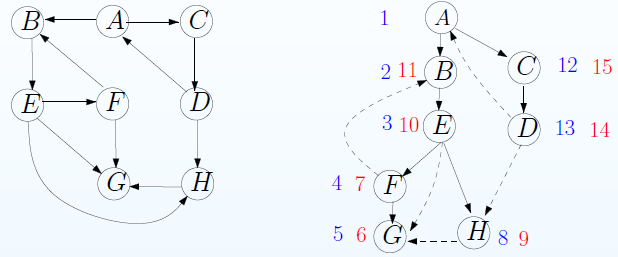 B A C
E F D
G H
1 A
2 11 B C 12 15
3 10 E D 13 14
4 7 F
5 6 G H 8 9